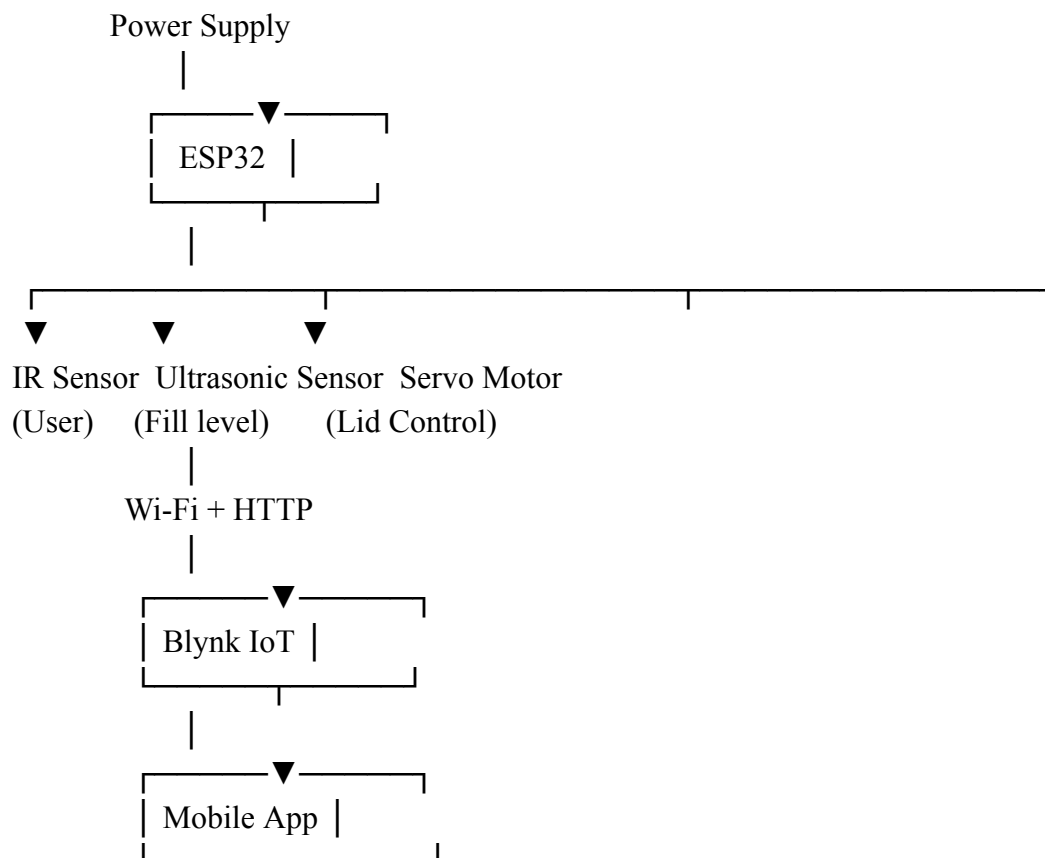 Power Supply
ESP32
IR Sensor Ultrasonic Sensor Servo Motor
(User) (Fill level) (Lid Control)
Wi-Fi + HTTP
Blynk IoT
Mobile App